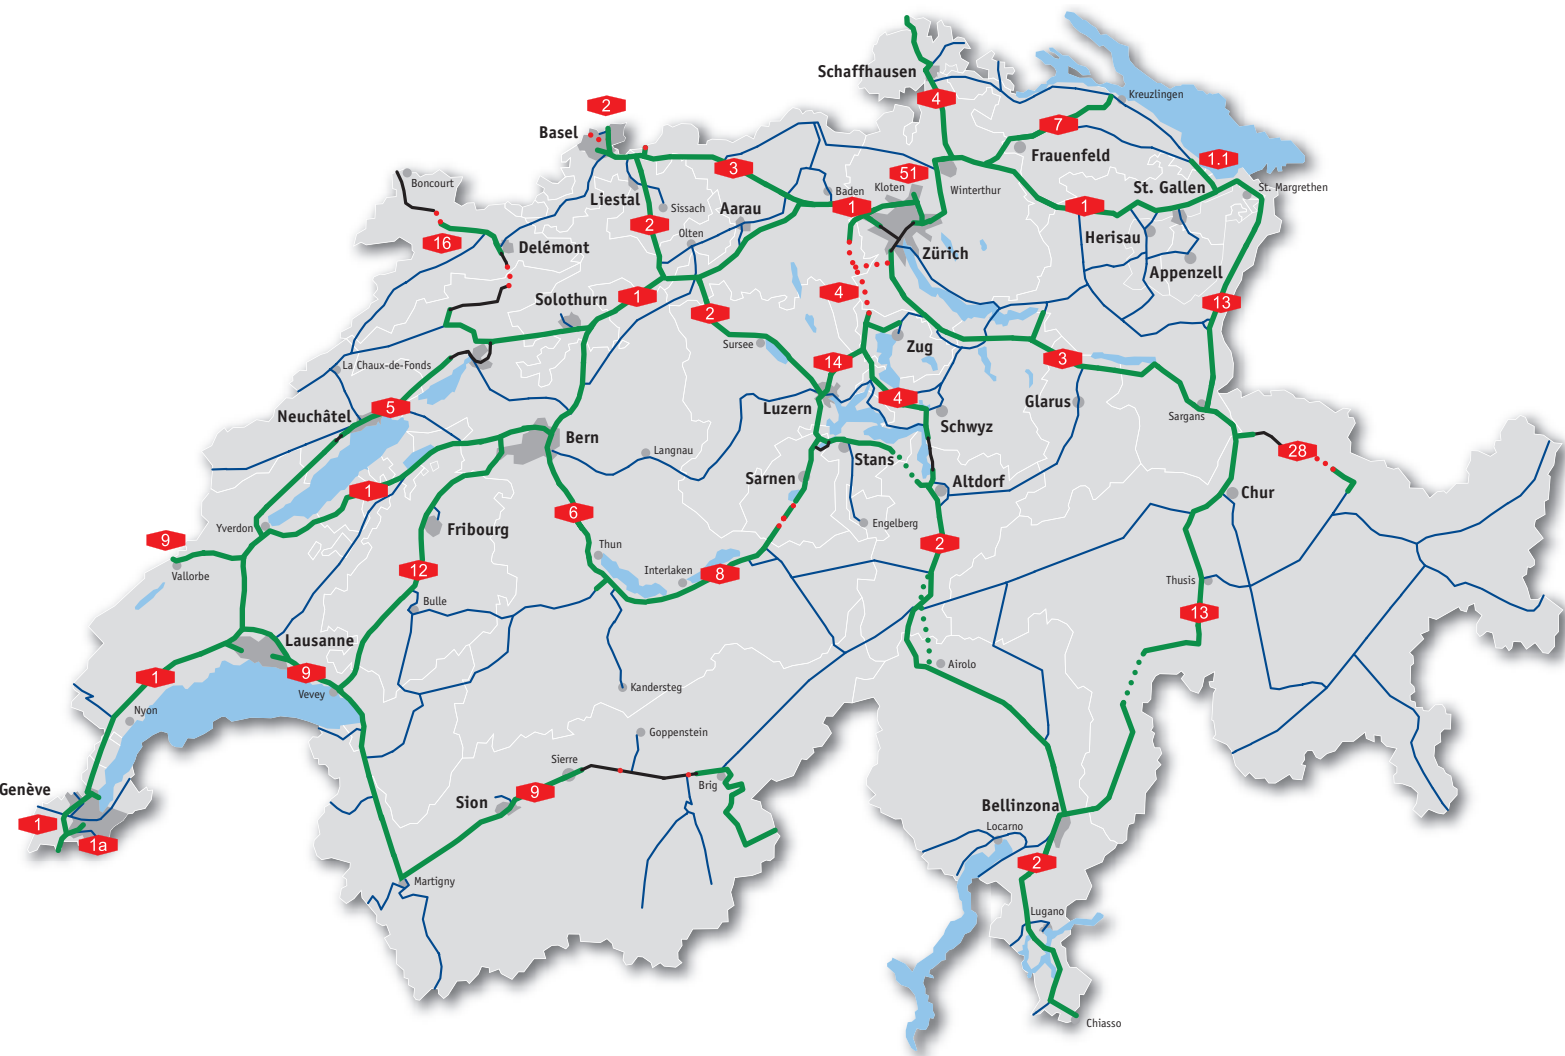 Schaffhausen
4
Kreuzlingen
2
Basel
7
Frauenfeld
1.1
3
51
Boncourt
Baden
Kloten
Winterthur
St. Gallen
St. Margrethen
Liestal
Sissach
Aarau
1
1
2
Olten
16
Delémont
Herisau
Zürich
Appenzell
Solothurn
1
4
13
2
Sursee
Zug
La Chaux-de-Fonds
14
3
Neuchâtel
5
Luzern
4
Glarus
Sargans
Bern
Schwyz
Langnau
Stans
28
Sarnen
Altdorf
1
Chur
Yverdon
Fribourg
6
Engelberg
9
Vallorbe
Thun
2
12
Interlaken
8
Thusis
Bulle
13
Lausanne
9
Airolo
1
Vevey
Kandersteg
Nyon
Goppenstein
Sierre
Genève
Sion
9
Brig
Bellinzona
1
1a
Locarno
2
Martigny
Lugano
Chiasso